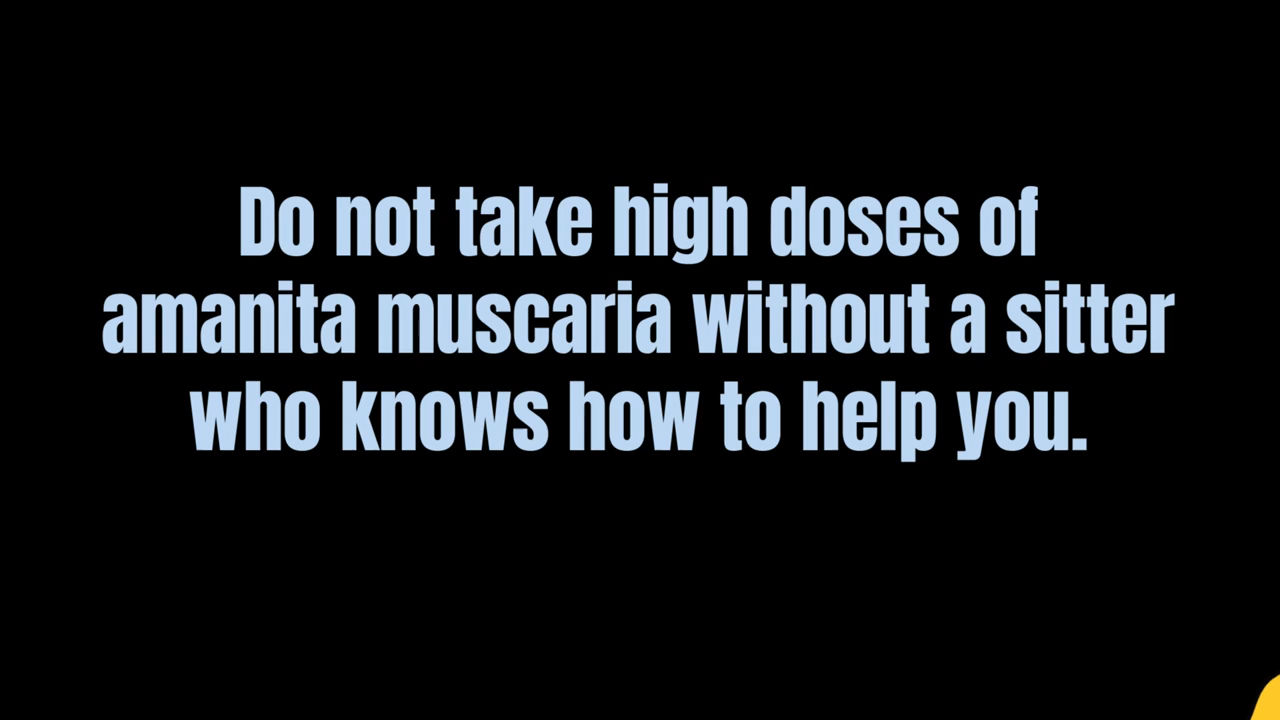 Do not take high doses of
amanita muscaria without a sitter
who knows how to help you.